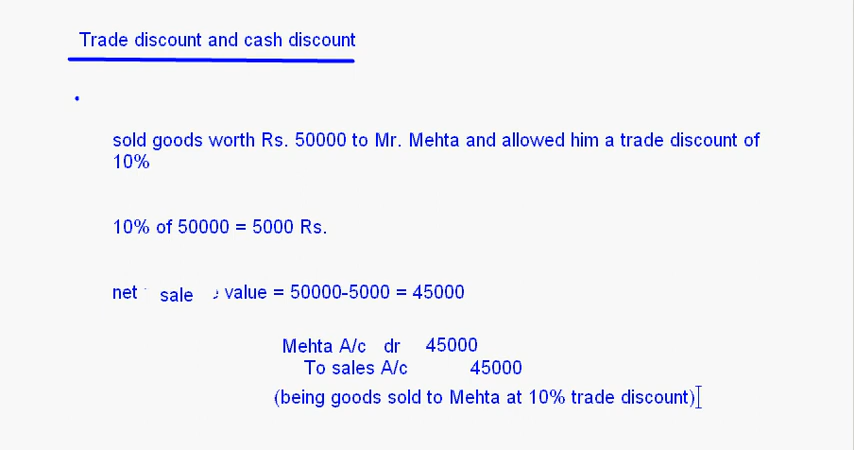 Trade discount and cash discount
sold goods worth Rs. 50000 to Mr. Mehta and allowed him a trade discount of
10%
10% of 50000 = 5000 Rs.
net sale value = 50000-5000 = 45000
Mehta A/c dr 45000
To sales A/c 45000
(being goods sold to Mehta at 10% trade discount)